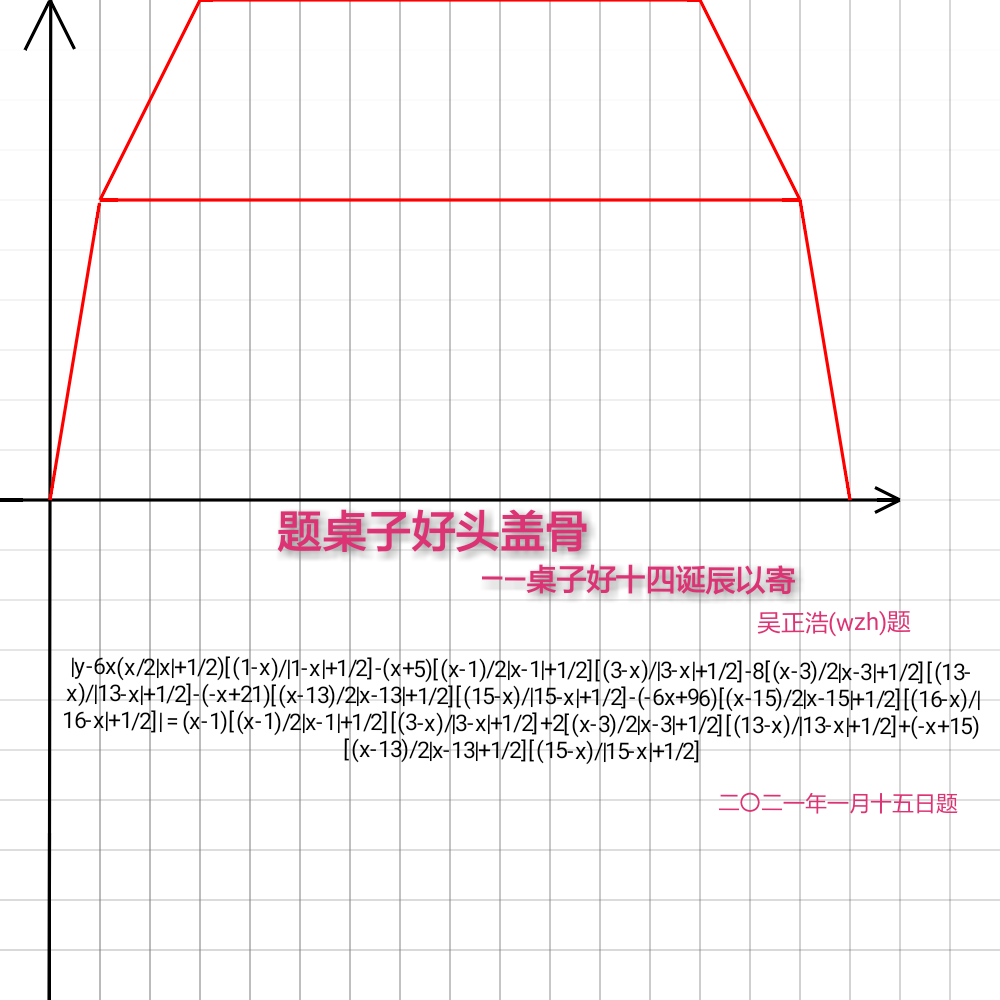 题桌子好头盖骨
——桌子好十四诞辰以寄
吴正浩(wzh)题
|y-6x(x/2|x|+1/2)[(1-x)/|1-x|+1/2]-(x+5)[(x-1)/2|x-1|+1/2][(3-x)/|3-x|+1/2]-8[(x-3)/2|x-3|+1/2][(13-
x)/|13-x|+1/2]-(-x+21)[(x-13)/2|x-13|+1/2][(15-x)/|15-x|+1/2]-(-6x+96)[(x-15)/2|x-15|+1/2][(16-x)/|
16-x|+1/2]|=(x-1)[(x-1)/2|x-1|+1/2][(3-x)/|3-x|+1/2]+2[(x-3)/2|x-3|+1/2][(13-x)/|13-x|+1/2]+(-x+15)
[(x-13)/2|x-13|+1/2][(15-x)/|15-x|+1/2]
二〇二一年一月十五日题